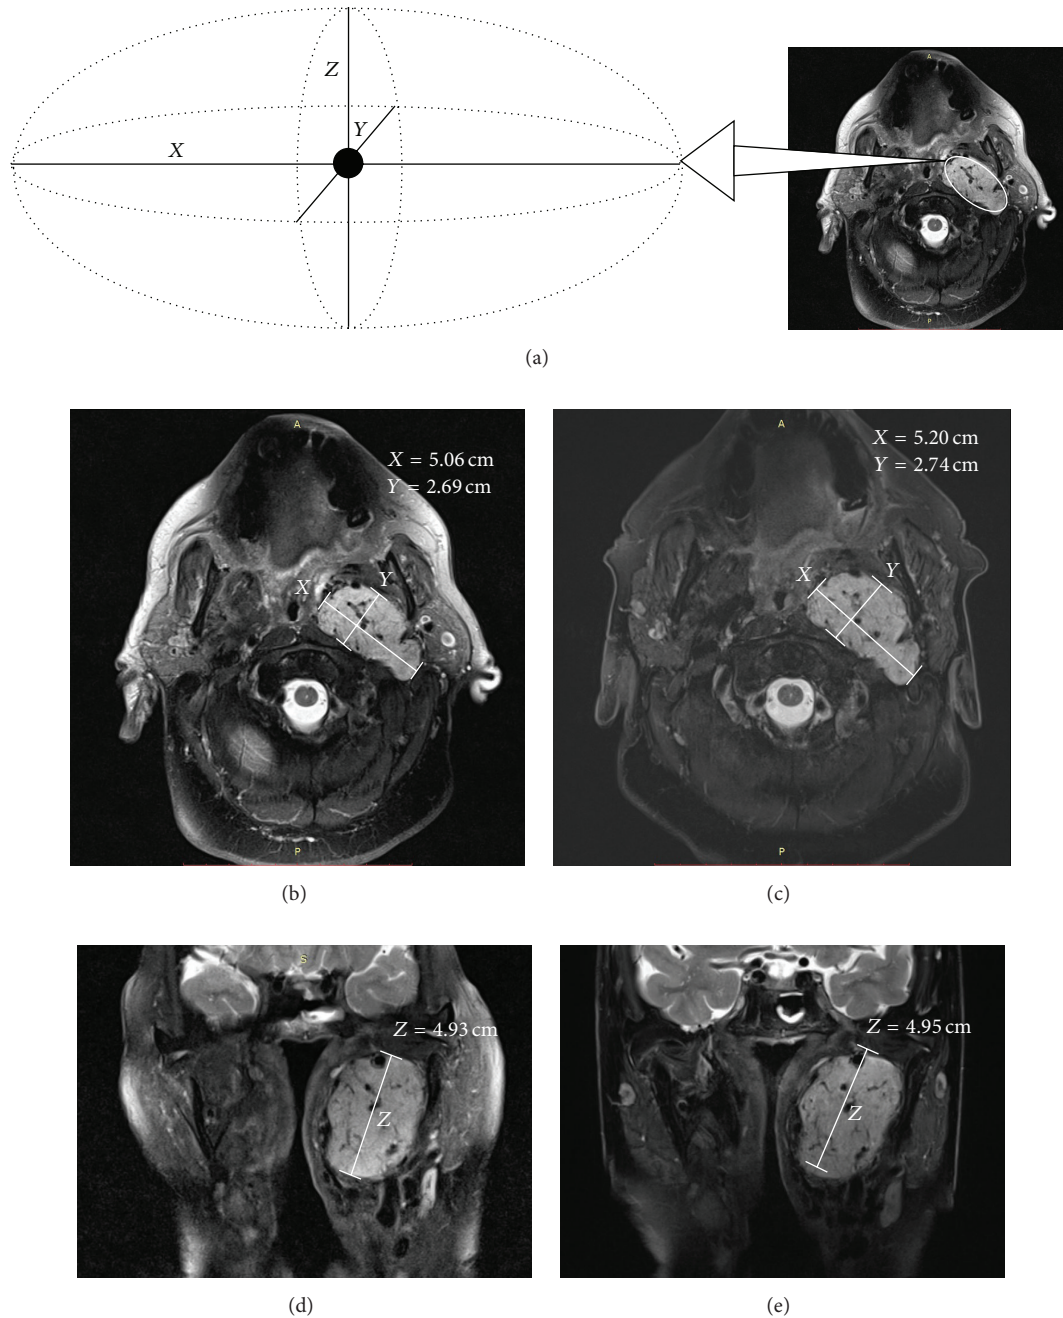 Z
Y
X
A
P
(a)
A
X = 5.06 cm
Y = 2.69 cm
X
Y
P
(b)
A
X = 5.20 cm
Y = 2.74 cm
X
Y
P
(c)
S
Z = 4.93 cm
Z
(d)
Z = 4.95 cm
Z
(e)